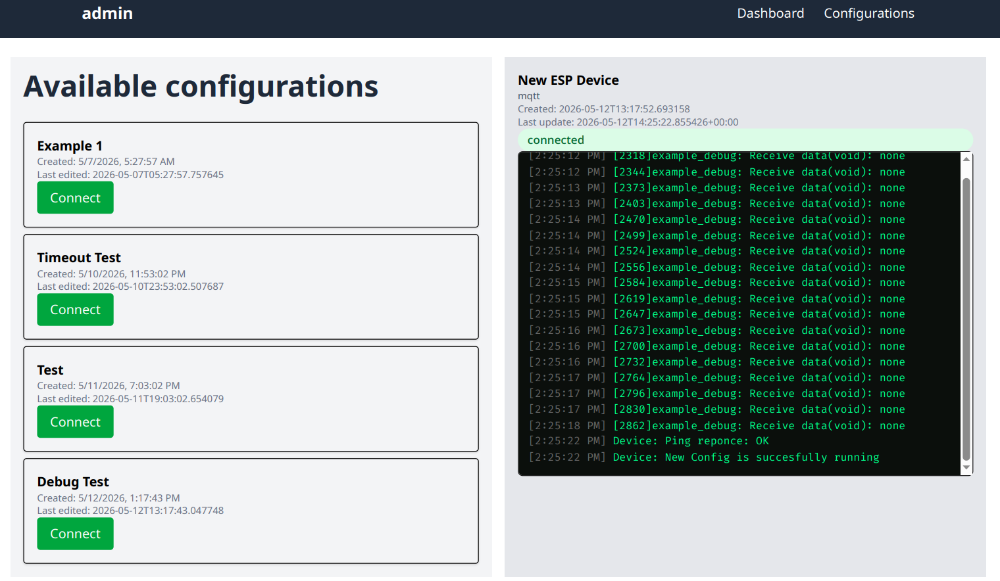 admin
Dashboard
Configurations
Available configurations
Example 1
Created: 5/7/2026, 5:27:57 AM
Last edited: 2026-05-07T05:27:57.757645
Connect
Timeout Test
Created: 5/10/2026, 11:53:02 PM
Last edited: 2026-05-10T23:53:02.507687
Connect
Test
Created: 5/11/2026, 7:03:02 PM
Last edited: 2026-05-11T19:03:02.654079
Connect
Debug Test
Created: 5/12/2026, 1:17:43 PM
Last edited: 2026-05-12T13:17:43.047748
Connect
New ESP Device
mqtt
Created: 2026-05-12T13:17:52.693158
Last update: 2026-05-12T14:25:22.855426+00:00
connected
[2:25:12 PM] [2318]example_debug: Receive data(void): none
[2:25:12 PM] [2344]example_debug: Receive data(void): none
[2:25:13 PM] [2373]example_debug: Receive data(void): none
[2:25:13 PM] [2403]example_debug: Receive data(void): none
[2:25:14 PM] [2470]example_debug: Receive data(void): none
[2:25:14 PM] [2499]example_debug: Receive data(void): none
[2:25:14 PM] [2524]example_debug: Receive data(void): none
[2:25:14 PM] [2556]example_debug: Receive data(void): none
[2:25:15 PM] [2584]example_debug: Receive data(void): none
[2:25:15 PM] [2619]example_debug: Receive data(void): none
[2:25:15 PM] [2647]example_debug: Receive data(void): none
[2:25:16 PM] [2673]example_debug: Receive data(void): none
[2:25:16 PM] [2700]example_debug: Receive data(void): none
[2:25:16 PM] [2732]example_debug: Receive data(void): none
[2:25:17 PM] [2764]example_debug: Receive data(void): none
[2:25:17 PM] [2796]example_debug: Receive data(void): none
[2:25:17 PM] [2830]example_debug: Receive data(void): none
[2:25:18 PM] [2862]example_debug: Receive data(void): none
[2:25:22 PM] Device: Ping reponce: OK
[2:25:22 PM] Device: New Config is succesfully running